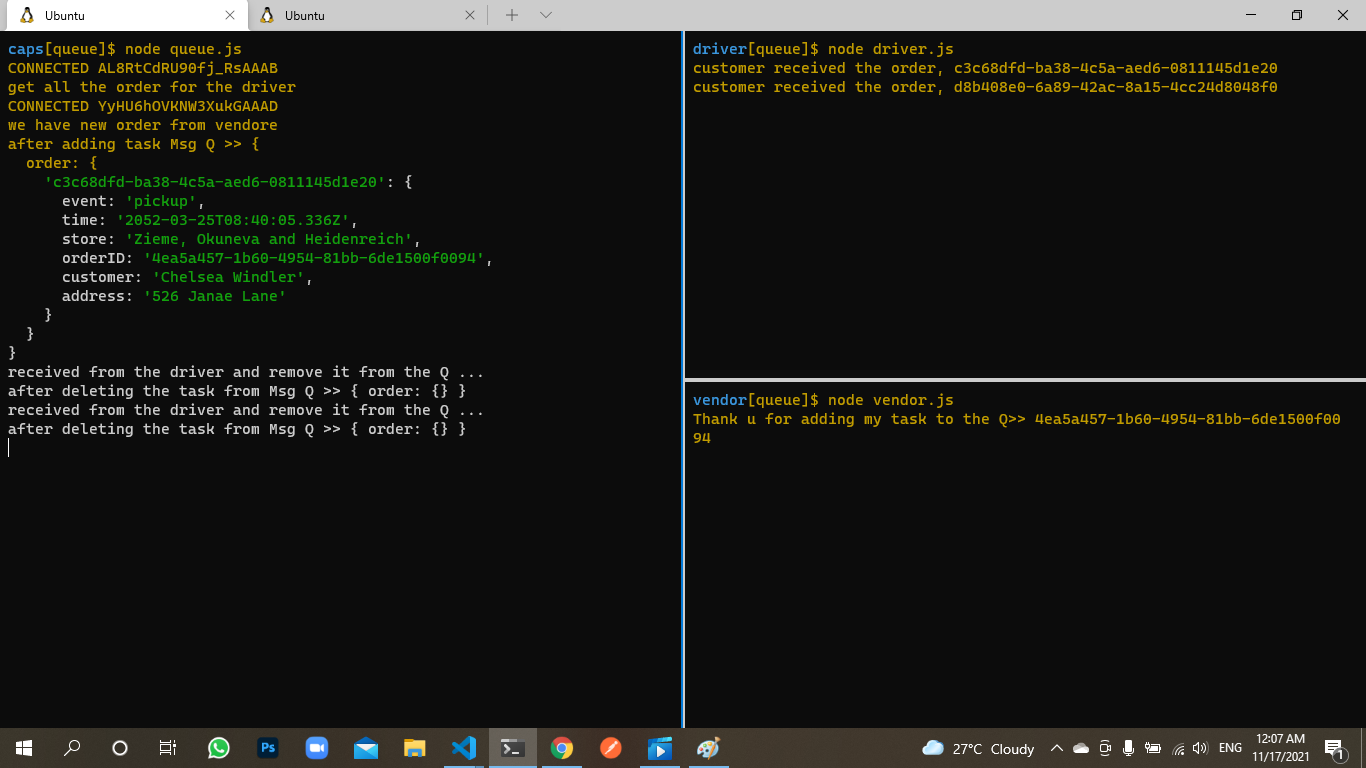 Ubuntu
Ubuntu
caps[queue]$ node queue.js
CONNECTED AL8RtCdRU90fj_RsAAAB
get all the order for the driver
CONNECTED YyHU6hOVKNW3XukGAAAD
we have new order from vendore
after adding task Msg Q >> {
  order: {
    'c3c68dfd-ba38-4c5a-aed6-0811145d1e20': {
      event: 'pickup',
      time: '2052-03-25T08:40:05.336Z',
      store: 'Zieme, Okuneva and Heidenreich',
      orderID: '4ea5a457-1b60-4954-81bb-6de1500f0094',
      customer: 'Chelsea Windler',
      address: '526 Janae Lane'
    }
  }
}
received from the driver and remove it from the Q ...
after deleting the task from Msg Q >> { order: {} }
received from the driver and remove it from the Q ...
after deleting the task from Msg Q >> { order: {} }
driver[queue]$ node driver.js
customer received the order, c3c68dfd-ba38-4c5a-aed6-0811145d1e20
customer received the order, d8b408e0-6a89-42ac-8a15-4cc24d8048f0
vendor[queue]$ node vendor.js
Thank u for adding my task to the Q>> 4ea5a457-1b60-4954-81bb-6de1500f00
94
Ps
27°C Cloudy
ENG
12:07 AM
11/17/2021
1